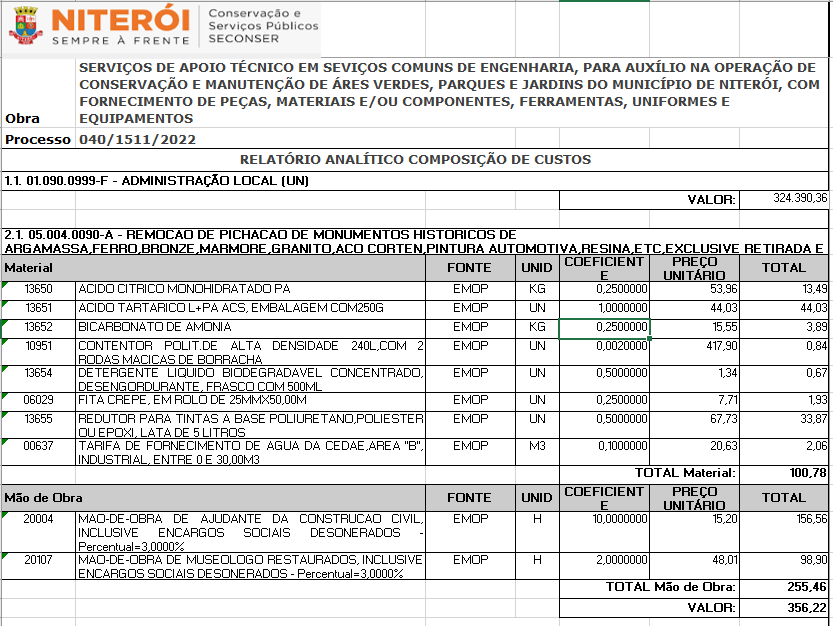 NITERÓI
SEMPRE À FRENTE
Conservação e
Serviços Públicos
SECONSER
Obra
SERVIÇOS DE APOIO TÉCNICO EM SEVIÇOS COMUNS DE ENGENHARIA, PARA AUXÍLIO NA OPERAÇÃO DE
CONSERVAÇÃO E MANUTENÇÃO DE ÁRES VERDES, PARQUES E JARDINS DO MUNICÍPIO DE NITERÓI, COM
FORNECIMENTO DE PEÇAS, MATERIAIS E/OU COMPONENTES, FERRAMENTAS, UNIFORMES E
EQUIPAMENTOS
Processo 040/1511/2022
RELATÓRIO ANALÍTICO COMPOSIÇÃO DE CUSTOS
1.1. 01.090.0999-F - ADMINISTRAÇÃO LOCAL (UN)
VALOR: 324.390,36
2.1. 05.004.0090-A - REMOCAO DE PICHACAO DE MONUMENTOS HISTORICOS DE
ARGAMASSA,FERRO,BRONZE,MARMORE,GRANITO,ACO CORTEN,PINTURA AUTOMOTIVA,RESINA,ETC,EXCLUSIVE RETIRADA E
Material FONTE UNID COEFICIENT
E PREÇO
UNITÁRIO TOTAL
13650 ACIDO CITRICO MONOHIDRATADO PA EMOP KG 0,2500000 53,96 13,49
13651 ACIDO TARTARICO L+PA ACS, EMBALAGEM COM250G EMOP UN 1,0000000 44,03 44,03
13652 BICARBONATO DE AMONIA EMOP KG 0,2500000 15,55 3,89
10951 CONTENTOR POLIT.DE ALTA DENSIDADE 240L,COM 2
RODAS MACICAS DE BORRACHA EMOP UN 0,0020000 417,90 0,84
13654 DETERGENTE LIQUIDO BIODEGRADAVEL CONCENTRADO,
DESENGORDURANTE, FRASCO COM 500ML EMOP UN 0,5000000 1,34 0,67
06029 FITA CREPE, EM ROLO DE 25MMX50,00M EMOP UN 0,2500000 7,71 1,93
13655 REDUTOR PARA TINTAS A BASE POLIURETANO,POLIESTER
OU EPOXI, LATA DE 5 LITROS EMOP UN 0,5000000 67,73 33,87
00637 TARIFA DE FORNECIMENTO DE AGUA DA CEDAE,AREA "B",
INDUSTRIAL, ENTRE 0 E 30,00M3 EMOP M3 0,1000000 20,63 2,06
TOTAL Material: 100,78
Mão de Obra FONTE UNID COEFICIENT
E PREÇO
UNITÁRIO TOTAL
20004 MAO-DE-OBRA DE AJUDANTE DA CONSTRUCAO CIVIL,
INCLUSIVE ENCARGOS SOCIAIS DESONERADOS -
Percentual=3,0000% EMOP H 10,0000000 15,20 156,56
20107 MAO-DE-OBRA DE MUSEOLOGO RESTAURADOS, INCLUSIVE
ENCARGOS SOCIAIS DESONERADOS - Percentual=3,0000% EMOP H 2,0000000 48,01 98,90
TOTAL Mão de Obra: 255,46
VALOR: 356,22